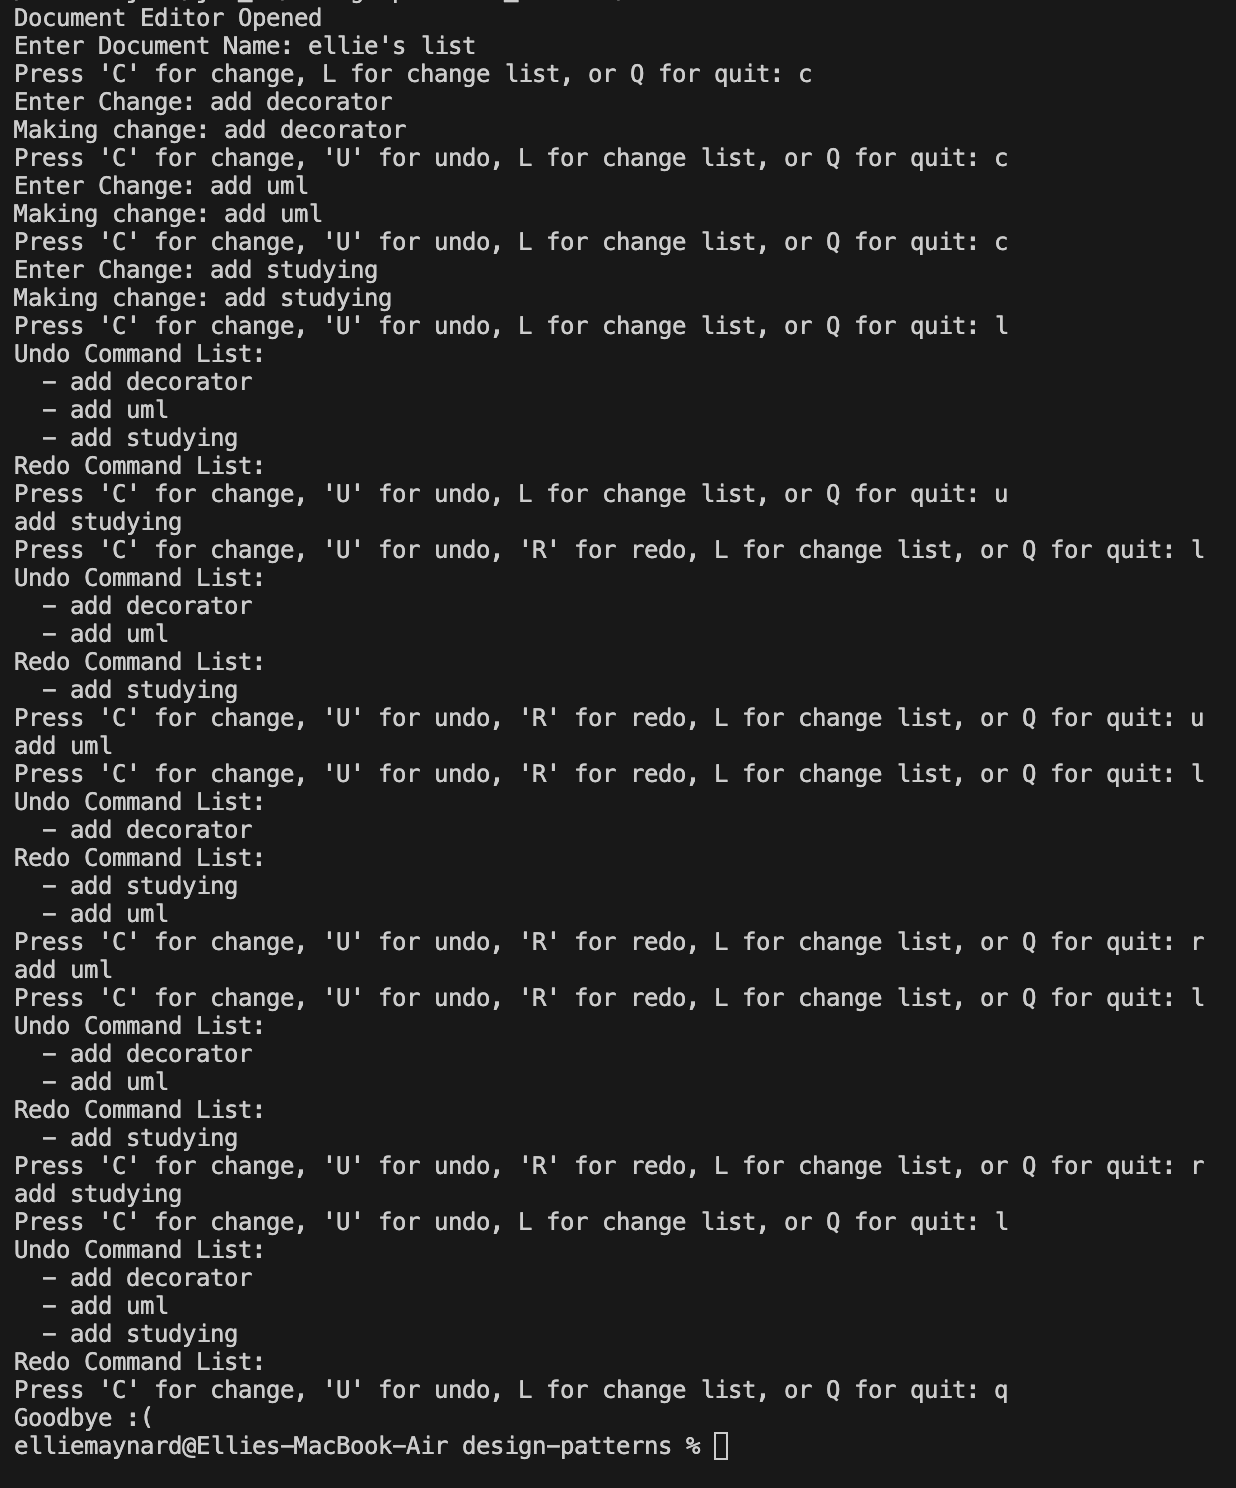 Document Editor Opened
Enter Document Name: ellie's list
Press 'C' for change, L for change list, or Q for quit: c
Enter Change: add decorator
Making change: add decorator
Press 'C' for change, 'U' for undo, L for change list, or Q for quit: c
Enter Change: add uml
Making change: add uml
Press 'C' for change, 'U' for undo, L for change list, or Q for quit: c
Enter Change: add studying
Making change: add studying
Press 'C' for change, 'U' for undo, L for change list, or Q for quit: l
Undo Command List:
  - add decorator
  - add uml
  - add studying
Redo Command List:
Press 'C' for change, 'U' for undo, L for change list, or Q for quit: u
add studying
Press 'C' for change, 'U' for undo, 'R' for redo, L for change list, or Q for quit: l
Undo Command List:
  - add decorator
  - add uml
Redo Command List:
  - add studying
Press 'C' for change, 'U' for undo, 'R' for redo, L for change list, or Q for quit: u
add uml
Press 'C' for change, 'U' for undo, 'R' for redo, L for change list, or Q for quit: l
Undo Command List:
  - add decorator
Redo Command List:
  - add studying
  - add uml
Press 'C' for change, 'U' for undo, 'R' for redo, L for change list, or Q for quit: r
add uml
Press 'C' for change, 'U' for undo, 'R' for redo, L for change list, or Q for quit: l
Undo Command List:
  - add decorator
  - add uml
Redo Command List:
  - add studying
Press 'C' for change, 'U' for undo, 'R' for redo, L for change list, or Q for quit: r
add studying
Press 'C' for change, 'U' for undo, L for change list, or Q for quit: l
Undo Command List:
  - add decorator
  - add uml
  - add studying
Redo Command List:
Press 'C' for change, 'U' for undo, L for change list, or Q for quit: q
Goodbye :(
elliemaynard@Ellies-MacBook-Air design-patterns %